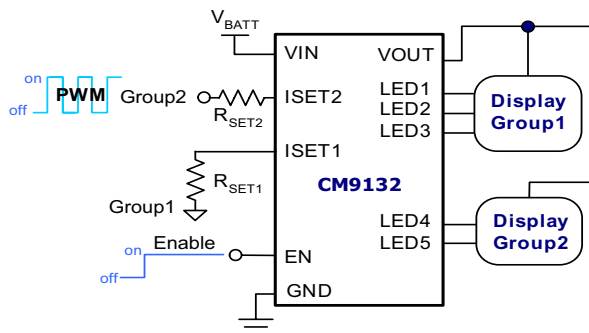 VBATT
VIN
VOUT
on
PWM
off
Group2
RSET2
ISET2
LED1
LED2
LED3
Display
Group1
ISET1
RSET1
Group1
CM9132
LED4
LED5
Display
Group2
on
Enable
off
EN
GND